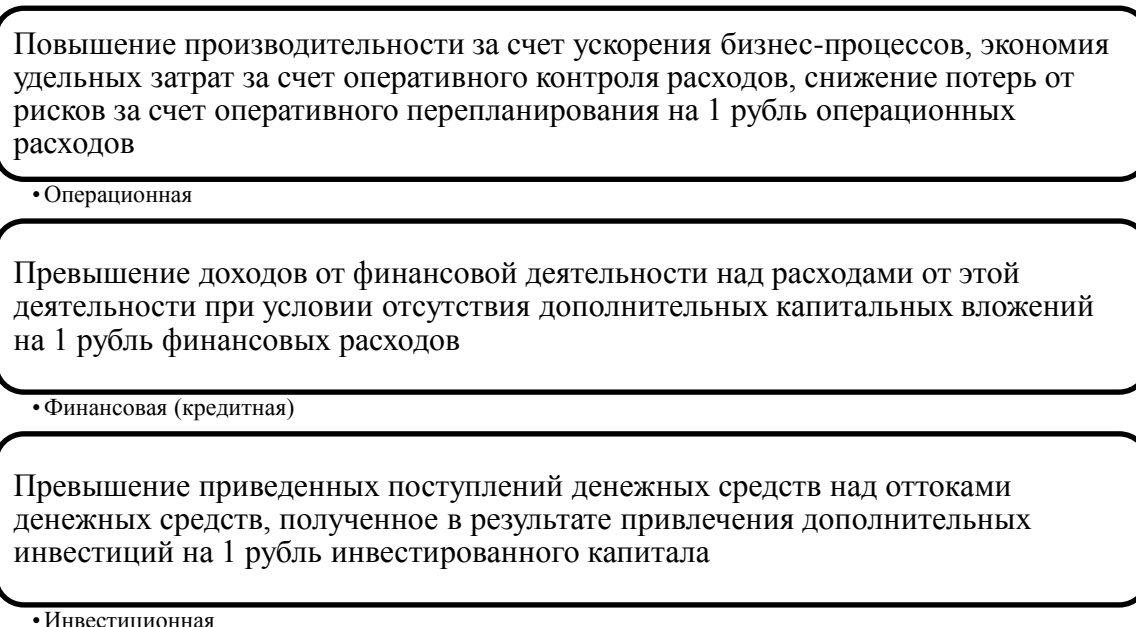 Повышение производительности за счет ускорения бизнес-процессов, экономия
удельных затрат за счет оперативного контроля расходов, снижение потерь от
рисков за счет оперативного перепланирования на 1 рубль операционных
расходов
• Операционная
Превышение доходов от финансовой деятельности над расходами от этой
деятельности при условии отсутствия дополнительных капитальных вложений
на 1 рубль финансовых расходов
• Финансовая (кредитная)
Превышение приведенных поступлений денежных средств над оттоками
денежных средств, полученное в результате привлечения дополнительных
инвестиций на 1 рубль инвестированного капитала
• Инвестиционная